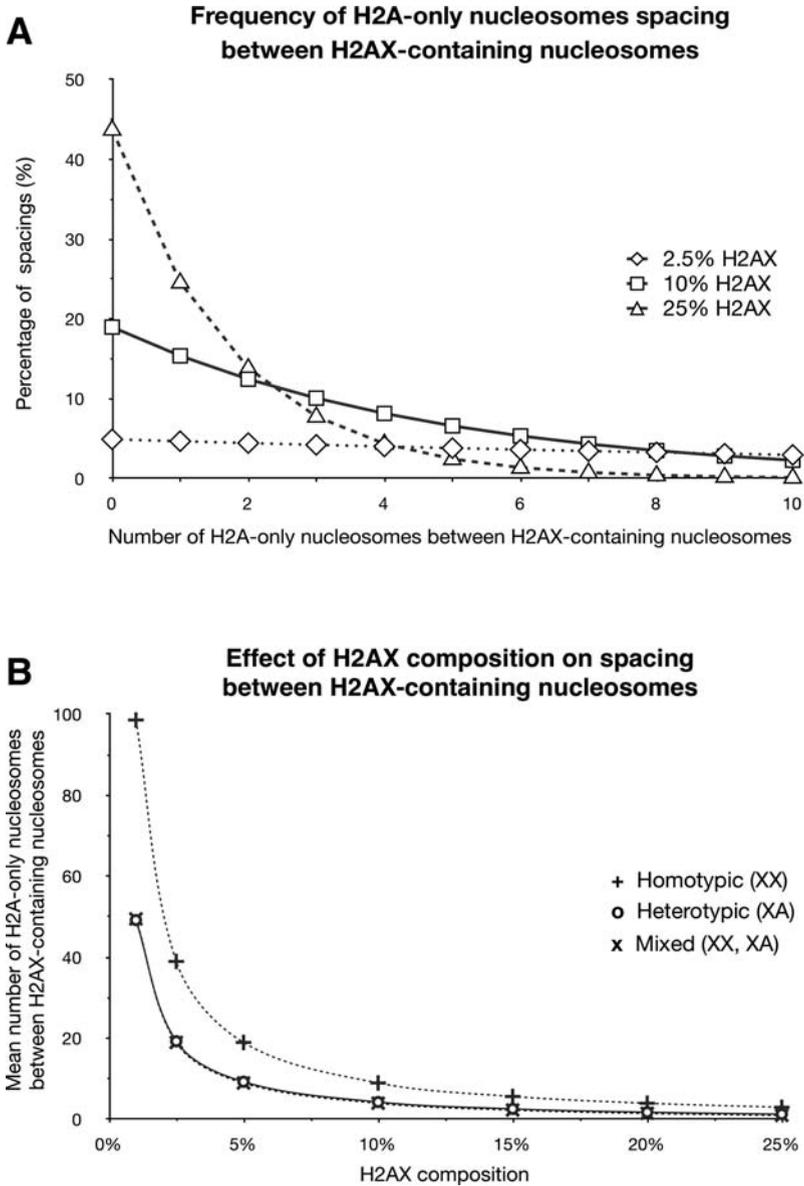 A
Frequency of H2A-only nucleosomes spacing
between H2AX-containing nucleosomes
50
40
30
20
10
0
Percentage of spacings (%)
2.5% H2AX
10% H2AX
25% H2AX
0 2 4 6 8 10
Number of H2A-only nucleosomes between H2AX-containing nucleosomes
B
Effect of H2AX composition on spacing
between H2AX-containing nucleosomes
100
80
60
40
20
0
Mean number of H2A-only nucleosomes
between H2AX-containing nucleosomes
Homotypic (XX)
Heterotypic (XA)
Mixed (XX, XA)
0% 5% 10% 15% 20% 25%
H2AX composition